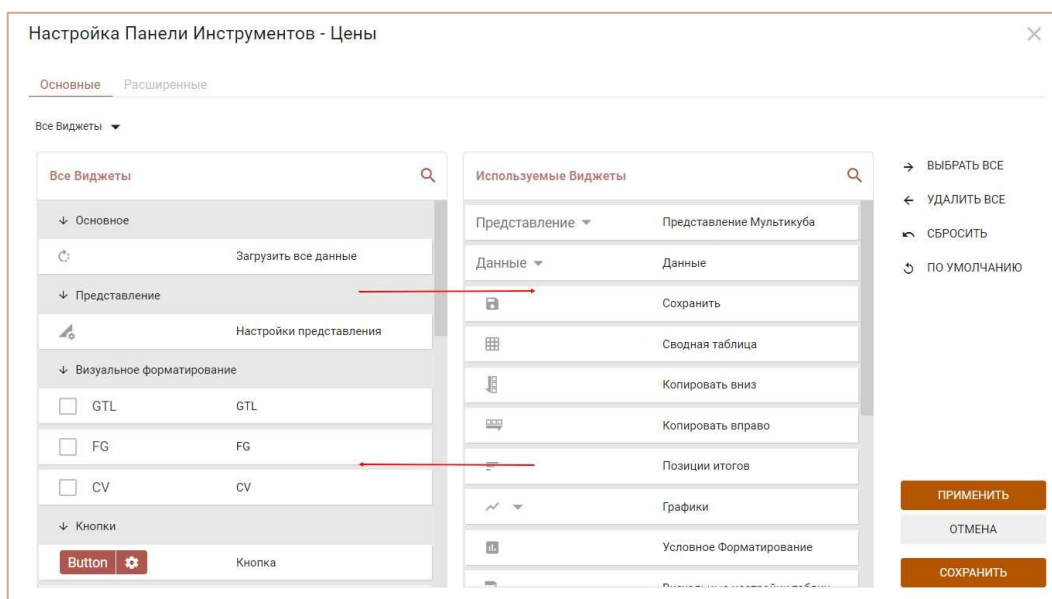 Настройка Панели Инструментов - Цены
Основные Расширенные
Все Виджеты
Все Виджеты
Основное
Загрузить все данные
Представление
Настройки представления
Визуальное форматирование
GTL GTL
FG FG
CV CV
Кнопки
Button Кнопка
Используемые Виджеты
Представление Представление Мультикуба
Данные Данные
Сохранить
Сводная таблица
Копировать вниз
Копировать вправо
Позиции итогов
Графики
Условное Форматирование
ВЫБРАТЬ ВСЕ
УДАЛИТЬ ВСЕ
СБРОСИТЬ
ПО УМОЛЧАНИЮ
ПРИМЕНИТЬ
ОТМЕНА
СОХРАНИТЬ